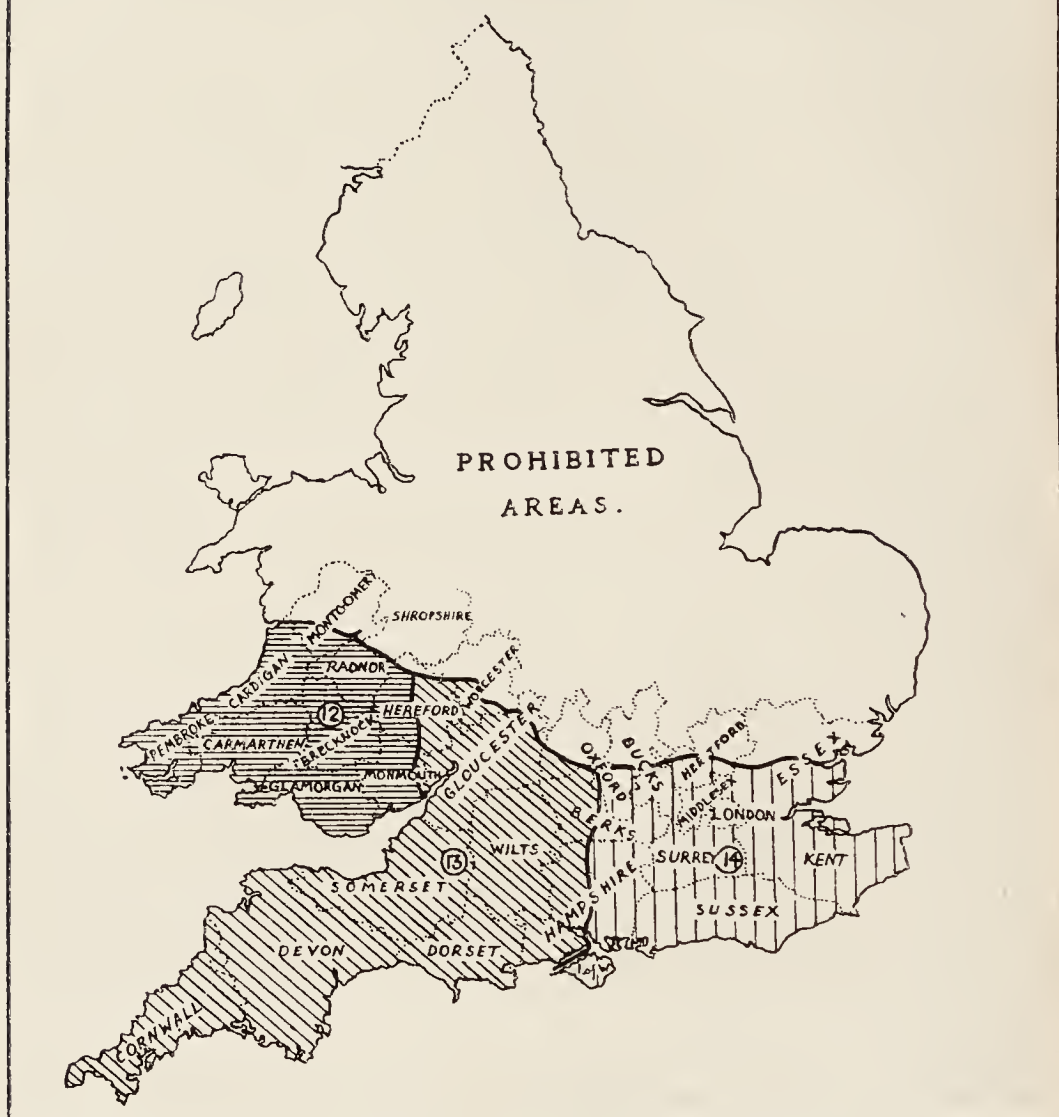 PROHIBITED
AREAS.
MONTGOMERY
SHROPSHIRE
RADNOR
WORCESTER
CARDIGAN
HEREFORD
12
PEMBROKE
CARMARTHEN
BRECKNOCK
GLOUCESTER
MONMOUTH
GLAMORGAN
OXFORD
BUCKS
HERTFORD
ESSEX
MIDDLESEX
LONDON
BERKS
WILTS
13
SURREY
14
KENT
SOMERSET
HAMPSHIRE
SUSSEX
DEVON
DORSET
I of W
CORNWALL